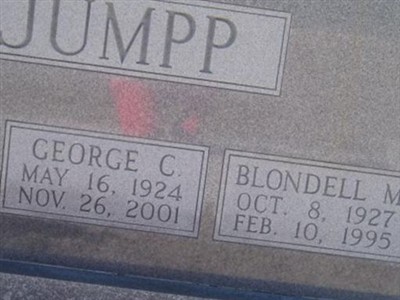 JUMPP
GEORGE C.
MAY 16, 1924
NOV. 26, 2001
BLONDELL M
OCT. 8, 1927
FEB. 10, 1995